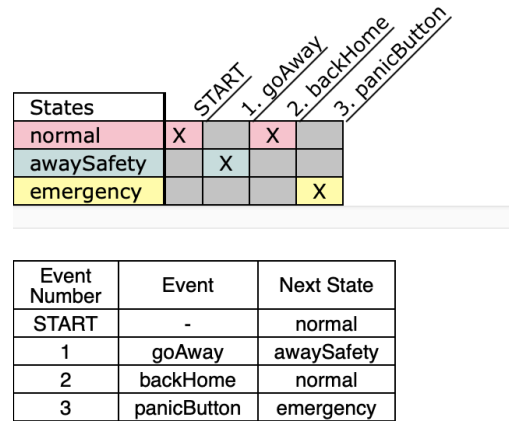 START
1. goAway
2. backHome
3. panicButton
States
normal X X
awaySafety X
emergency X
Event Number Event Next State
START - normal
1 goAway awaySafety
2 backHome normal
3 panicButton emergency